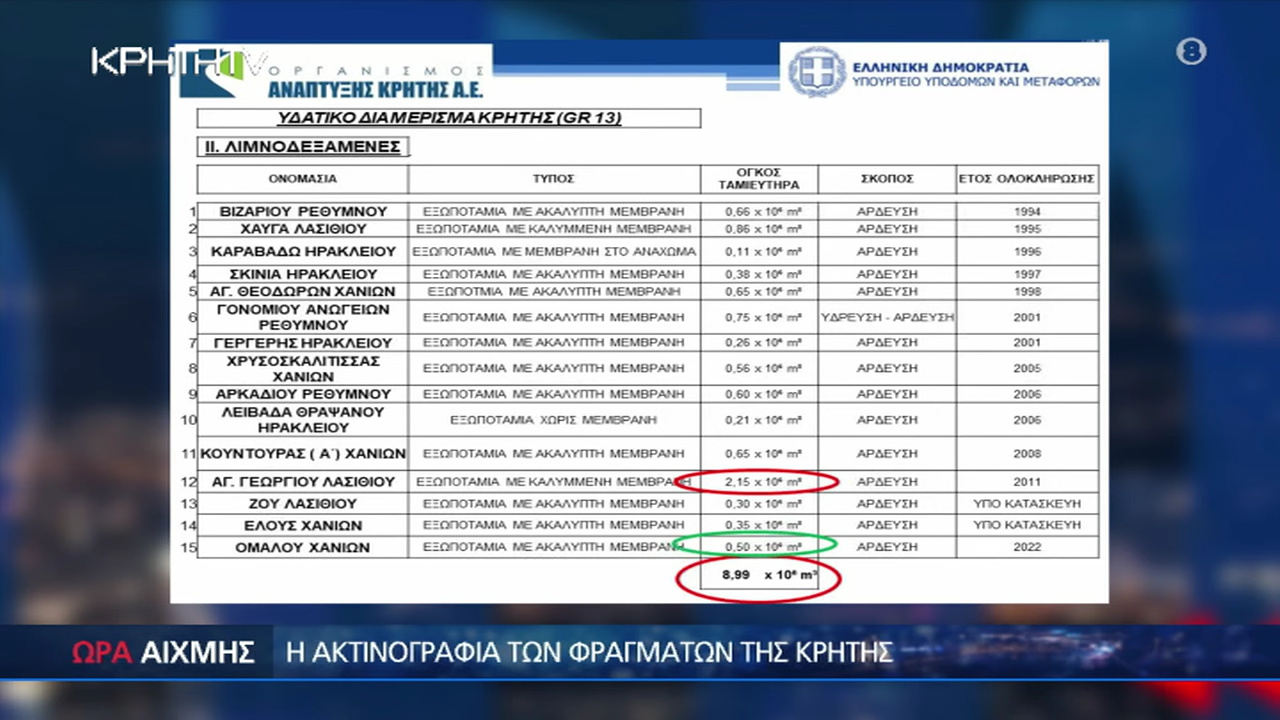 ΚΡΗΤΗ TV
8
ΟΡΓΑΝΙΣΜΟΣ
ΑΝΑΠΤΥΞΗΣ ΚΡΗΤΗΣ Α.Ε.
ΕΛΛΗΝΙΚΗ ΔΗΜΟΚΡΑΤΙΑ
ΥΠΟΥΡΓΕΙΟ ΥΠΟΔΟΜΩΝ ΚΑΙ ΜΕΤΑΦΟΡΩΝ
ΥΔΑΤΙΚΟ ΔΙΑΜΕΡΙΣΜΑ ΚΡΗΤΗΣ (GR 13)
ΙΙ. ΛΙΜΝΟΔΕΞΑΜΕΝΕΣ
ΟΝΟΜΑΣΙΑ ΤΥΠΟΣ ΟΓΚΟΣ ΤΑΜΙΕΥΤΗΡΑ ΣΚΟΠΟΣ ΕΤΟΣ ΟΛΟΚΛΗΡΩΣΗΣ
1 ΒΙΖΑΡΙΟΥ ΡΕΘΥΜΝΟΥ ΕΞΩΠΟΤΑΜΙΑ ΜΕ ΑΚΑΛΥΠΤΗ ΜΕΜΒΡΑΝΗ 0,66 x 10⁶ m³ ΑΡΔΕΥΣΗ 1994
2 ΧΑΥΓΑ ΛΑΣΙΘΙΟΥ ΕΞΩΠΟΤΑΜΙΑ ΜΕ ΚΑΛΥΜΜΕΝΗ ΜΕΜΒΡΑΝΗ 0,86 x 10⁶ m³ ΑΡΔΕΥΣΗ 1995
3 ΚΑΡΑΒΑΔΩ ΗΡΑΚΛΕΙΟΥ ΕΞΩΠΟΤΑΜΙΑ ΜΕ ΜΕΜΒΡΑΝΗ ΣΤΟ ΑΝΑΧΩΜΑ 0,11 x 10⁶ m³ ΑΡΔΕΥΣΗ 1996
4 ΣΚΙΝΙΑ ΗΡΑΚΛΕΙΟΥ ΕΞΩΠΟΤΑΜΙΑ ΜΕ ΑΚΑΛΥΠΤΗ ΜΕΜΒΡΑΝΗ 0,38 x 10⁶ m³ ΑΡΔΕΥΣΗ 1997
5 ΑΓ. ΘΕΟΔΩΡΩΝ ΧΑΝΙΩΝ ΕΞΩΠΟΤΜΙΑ ΜΕ ΑΚΑΛΥΠΤΗ ΜΕΜΒΡΑΝΗ 0,65 x 10⁶ m³ ΑΡΔΕΥΣΗ 1998
6 ΓΟΝΟΜΙΟΥ ΑΝΩΓΕΙΩΝ ΡΕΘΥΜΝΟΥ ΕΞΩΠΟΤΑΜΙΑ ΜΕ ΑΚΑΛΥΠΤΗ ΜΕΜΒΡΑΝΗ 0,75 x 10⁶ m³ ΥΔΡΕΥΣΗ - ΑΡΔΕΥΣΗ 2001
7 ΓΕΡΓΕΡΗΣ ΗΡΑΚΛΕΙΟΥ ΕΞΩΠΟΤΑΜΙΑ ΜΕ ΑΚΑΛΥΠΤΗ ΜΕΜΒΡΑΝΗ 0,26 x 10⁶ m³ ΑΡΔΕΥΣΗ 2001
8 ΧΡΥΣΟΣΚΑΛΙΤΙΣΣΑΣ ΧΑΝΙΩΝ ΕΞΩΠΟΤΑΜΙΑ ΜΕ ΑΚΑΛΥΠΤΗ ΜΕΜΒΡΑΝΗ 0,56 x 10⁶ m³ ΑΡΔΕΥΣΗ 2005
9 ΑΡΚΑΔΙΟΥ ΡΕΘΥΜΝΟΥ ΕΞΩΠΟΤΑΜΙΑ ΜΕ ΑΚΑΛΥΠΤΗ ΜΕΜΒΡΑΝΗ 0,60 x 10⁶ m³ ΑΡΔΕΥΣΗ 2006
10 ΛΕΙΒΑΔΑ ΘΡΑΨΑΝΟΥ ΗΡΑΚΛΕΙΟΥ ΕΞΩΠΟΤΑΜΙΑ ΧΩΡΙΣ ΜΕΜΒΡΑΝΗ 0,21 x 10⁶ m³ ΑΡΔΕΥΣΗ 2006
11 ΚΟΥΝΤΟΥΡΑΣ ( Α΄) ΧΑΝΙΩΝ ΕΞΩΠΟΤΑΜΙΑ ΜΕ ΑΚΑΛΥΠΤΗ ΜΕΜΒΡΑΝΗ 0,65 x 10⁶ m³ ΑΡΔΕΥΣΗ 2008
12 ΑΓ. ΓΕΩΡΓΙΟΥ ΛΑΣΙΘΙΟΥ ΕΞΩΠΟΤΑΜΙΑ ΜΕ ΚΑΛΥΜΜΕΝΗ ΜΕΜΒΡΑΝΗ 2,15 x 10⁶ m³ ΑΡΔΕΥΣΗ 2011
13 ΖΟΥ ΛΑΣΙΘΙΟΥ ΕΞΩΠΟΤΑΜΙΑ ΜΕ ΑΚΑΛΥΠΤΗ ΜΕΜΒΡΑΝΗ 0,30 x 10⁶ m³ ΑΡΔΕΥΣΗ ΥΠΟ ΚΑΤΑΣΚΕΥΗ
14 ΕΛΟΥΣ ΧΑΝΙΩΝ ΕΞΩΠΟΤΑΜΙΑ ΜΕ ΑΚΑΛΥΠΤΗ ΜΕΜΒΡΑΝΗ 0,35 x 10⁶ m³ ΑΡΔΕΥΣΗ ΥΠΟ ΚΑΤΑΣΚΕΥΗ
15 ΟΜΑΛΟΥ ΧΑΝΙΩΝ ΕΞΩΠΟΤΑΜΙΑ ΜΕ ΑΚΑΛΥΠΤΗ ΜΕΜΒΡΑΝΗ 0,50 x 10⁶ m³ ΑΡΔΕΥΣΗ 2022
8,99 x 10⁶ m³
ΩΡΑ ΑΙΧΜΗΣ Η ΑΚΤΙΝΟΓΡΑΦΙΑ ΤΩΝ ΦΡΑΓΜΑΤΩΝ ΤΗΣ ΚΡΗΤΗΣ